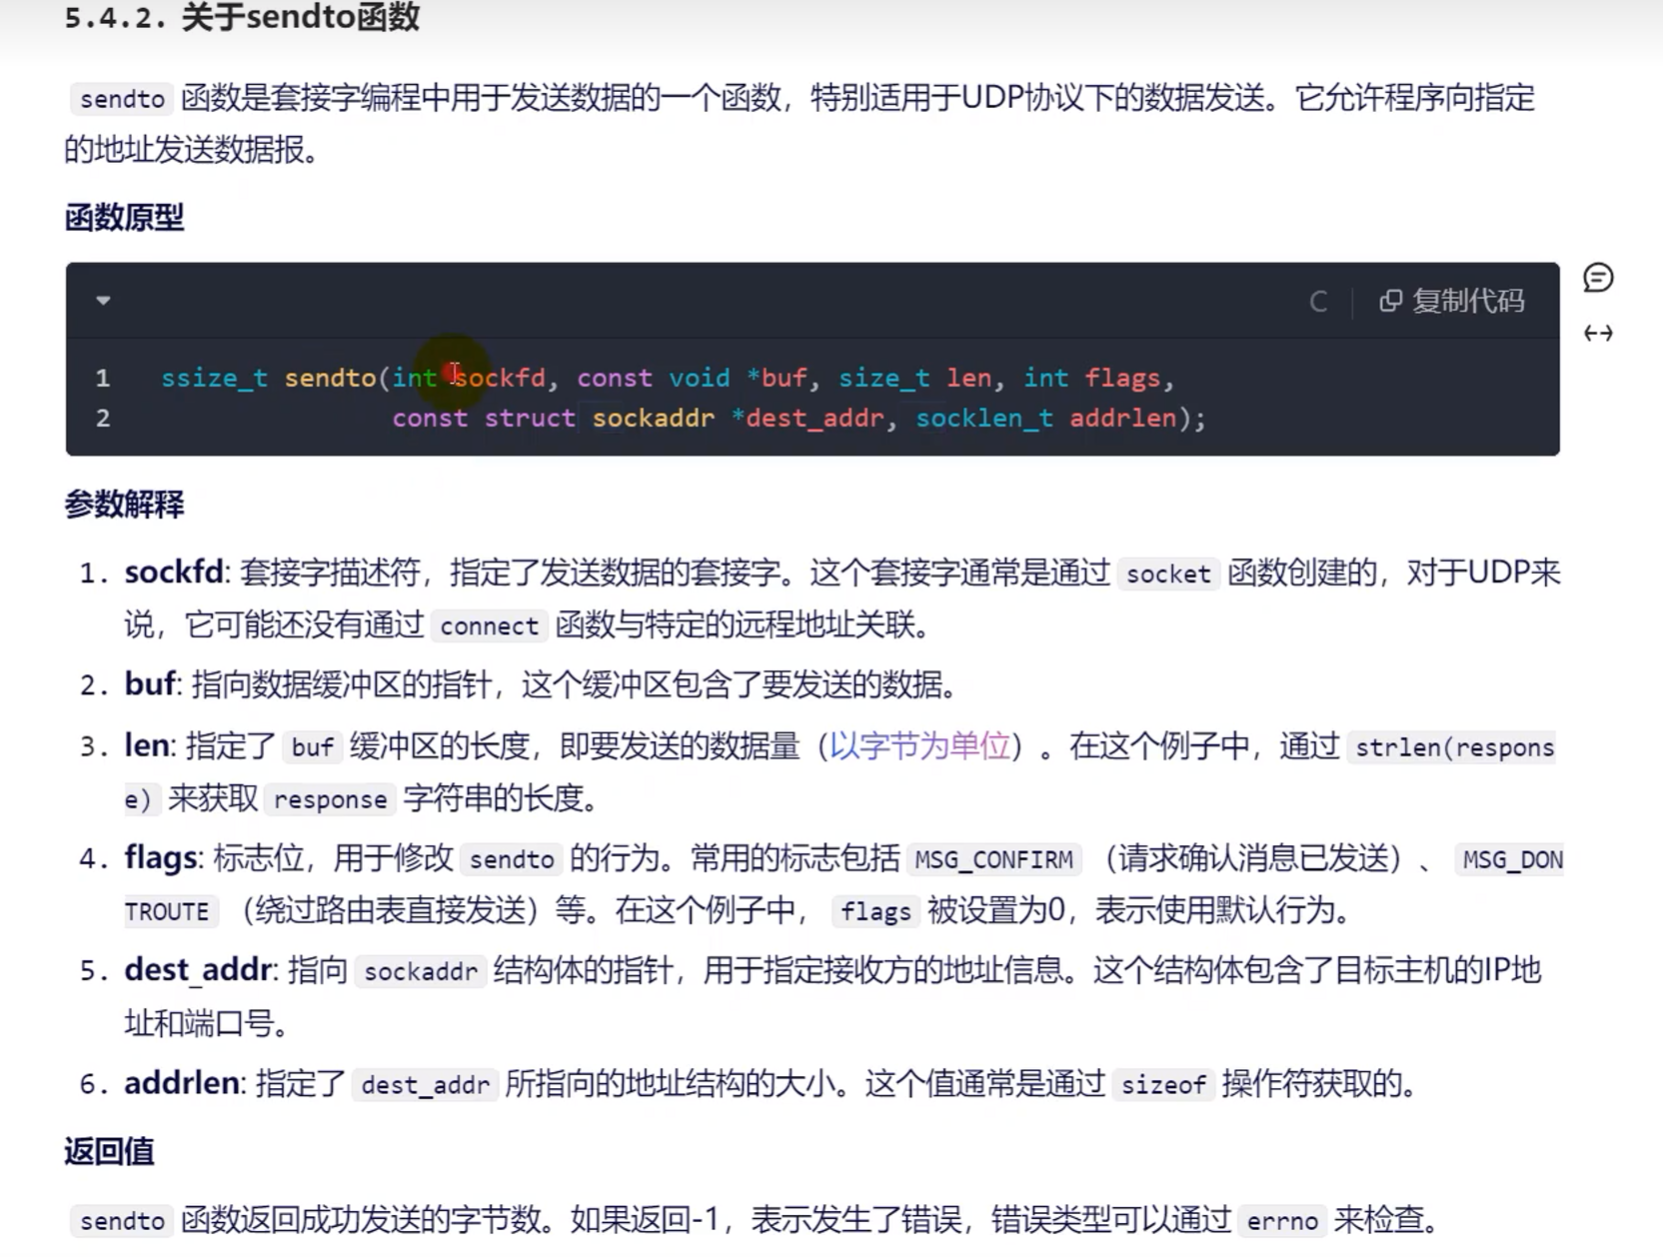 5.4.2. 关于sendto函数
sendto 函数是套接字编程中用于发送数据的一个函数，特别适用于UDP协议下的数据发送。它允许程序向指定
的地址发送数据报。
函数原型
C 复制代码
1 ssize_t sendto(int sockfd, const void *buf, size_t len, int flags,
2 const struct sockaddr *dest_addr, socklen_t addrlen);
参数解释
1. sockfd: 套接字描述符，指定了发送数据的套接字。这个套接字通常是通过 socket 函数创建的，对于UDP来
说，它可能还没有通过 connect 函数与特定的远程地址关联。
2. buf: 指向数据缓冲区的指针，这个缓冲区包含了要发送的数据。
3. len: 指定了 buf 缓冲区的长度，即要发送的数据量（以字节为单位）。在这个例子中，通过 strlen(respons
e) 来获取 response 字符串的长度。
4. flags: 标志位，用于修改 sendto 的行为。常用的标志包括 MSG_CONFIRM （请求确认消息已发送）、 MSG_DON
TROUTE （绕过路由表直接发送）等。在这个例子中， flags 被设置为0，表示使用默认行为。
5. dest_addr: 指向 sockaddr 结构体的指针，用于指定接收方的地址信息。这个结构体包含了目标主机的IP地
址和端口号。
6. addrlen: 指定了 dest_addr 所指向的地址结构的大小。这个值通常是通过 sizeof 操作符获取的。
返回值
sendto 函数返回成功发送的字节数。如果返回-1，表示发生了错误，错误类型可以通过 errno 来检查。